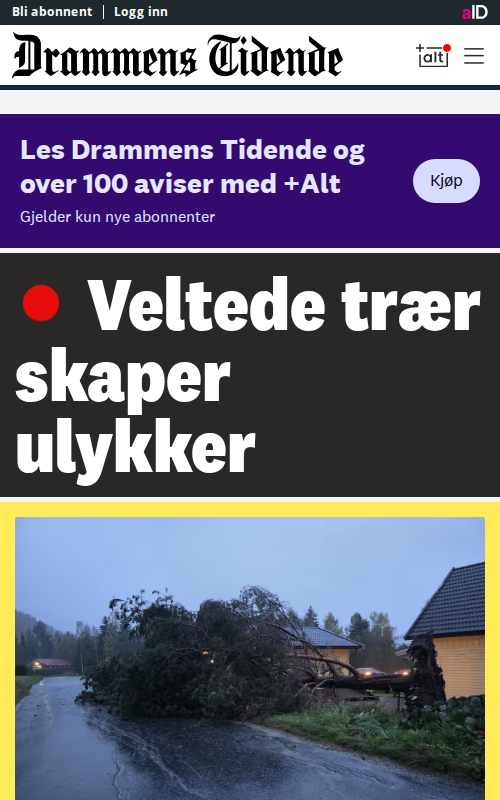 Bli abonnent | Logg inn
aID
Drammens Tidende
+alt
Les Drammens Tidende og
over 100 aviser med +Alt
Gjelder kun nye abonnenter
Kjøp
Veltede trær
skaper
ulykker